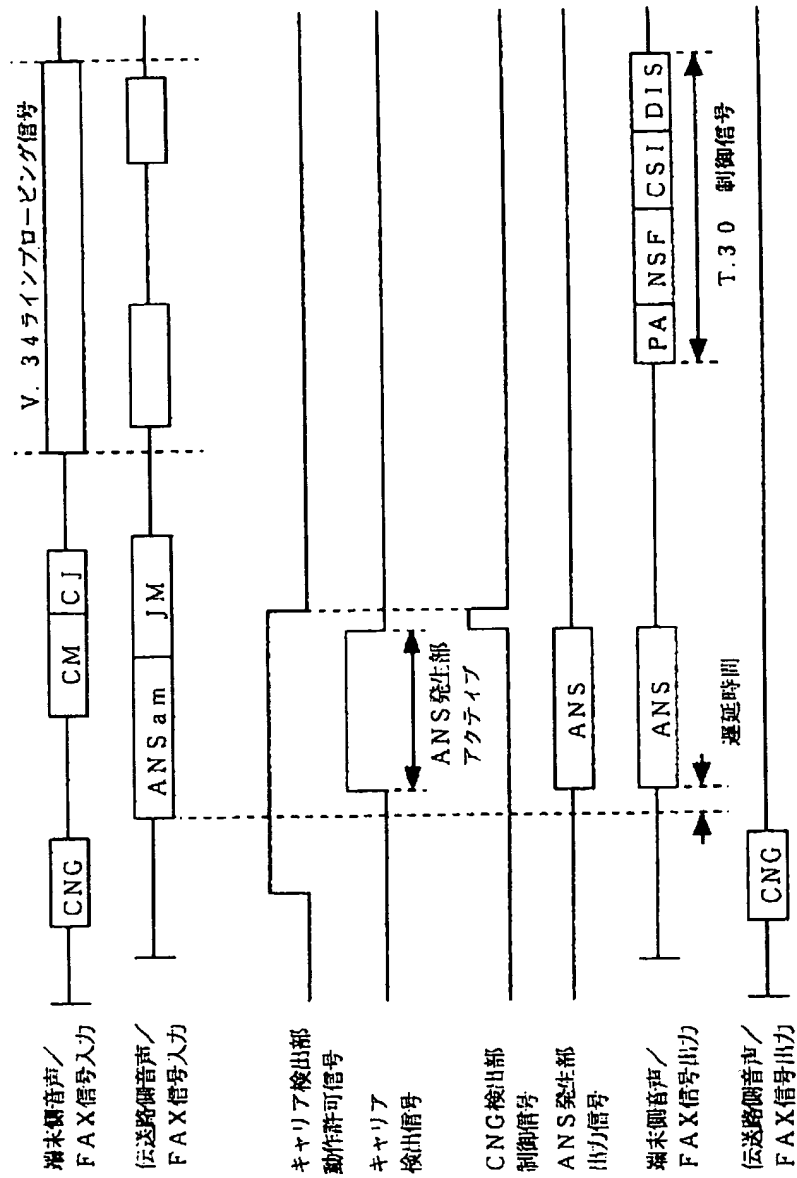 端末側音声/
FAX信号入力
CNG
CM
CJ
V.34ラインプロービング信号
伝送路側音声/
FAX信号入力
ANSam
JM
キャリア検出部
動作許可信号
キャリア
検出信号
ANS発生部
アクティブ
CNG検出部
制御信号
ANS発生部
出力信号
ANS
端末側音声/
FAX信号出力
ANS
PA
NSF
CSI
DIS
遅延時間
T.30 制御信号
伝送路側音声/
FAX信号出力
CNG